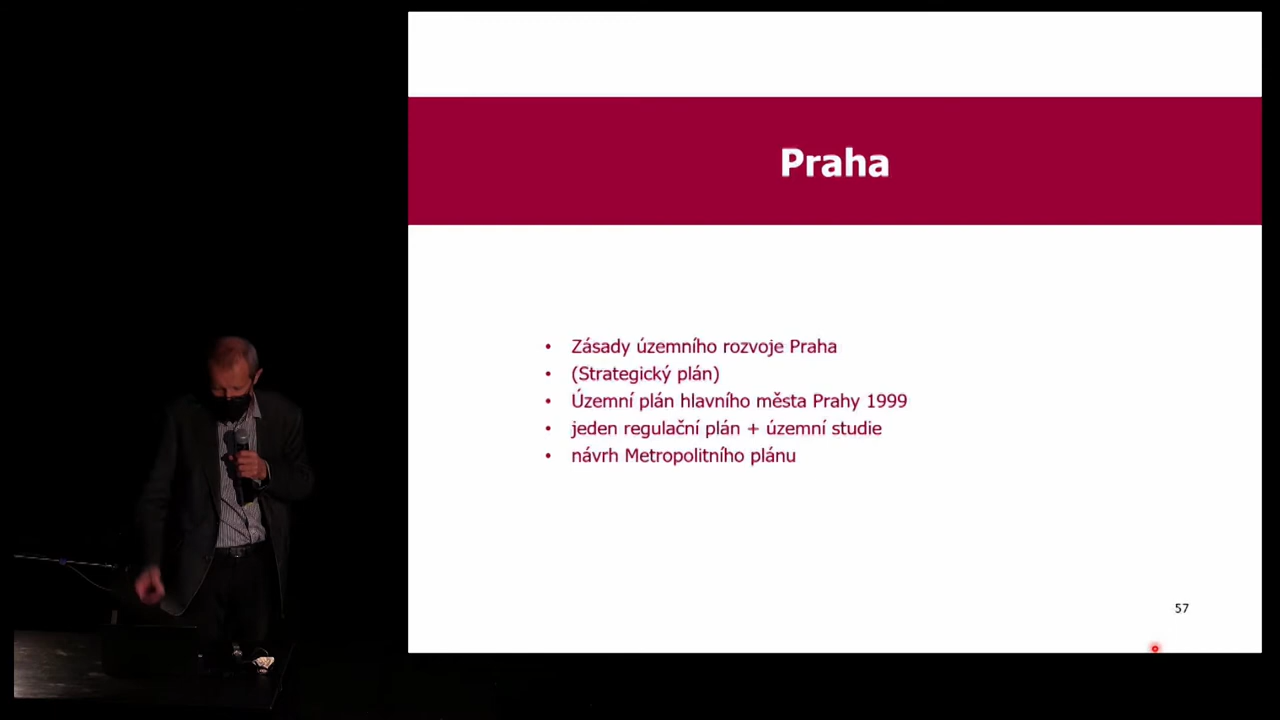 Praha
• Zásady územního rozvoje Praha
• (Strategický plán)
• Územní plán hlavního města Prahy 1999
• jeden regulační plán + územní studie
• návrh Metropolitního plánu
57